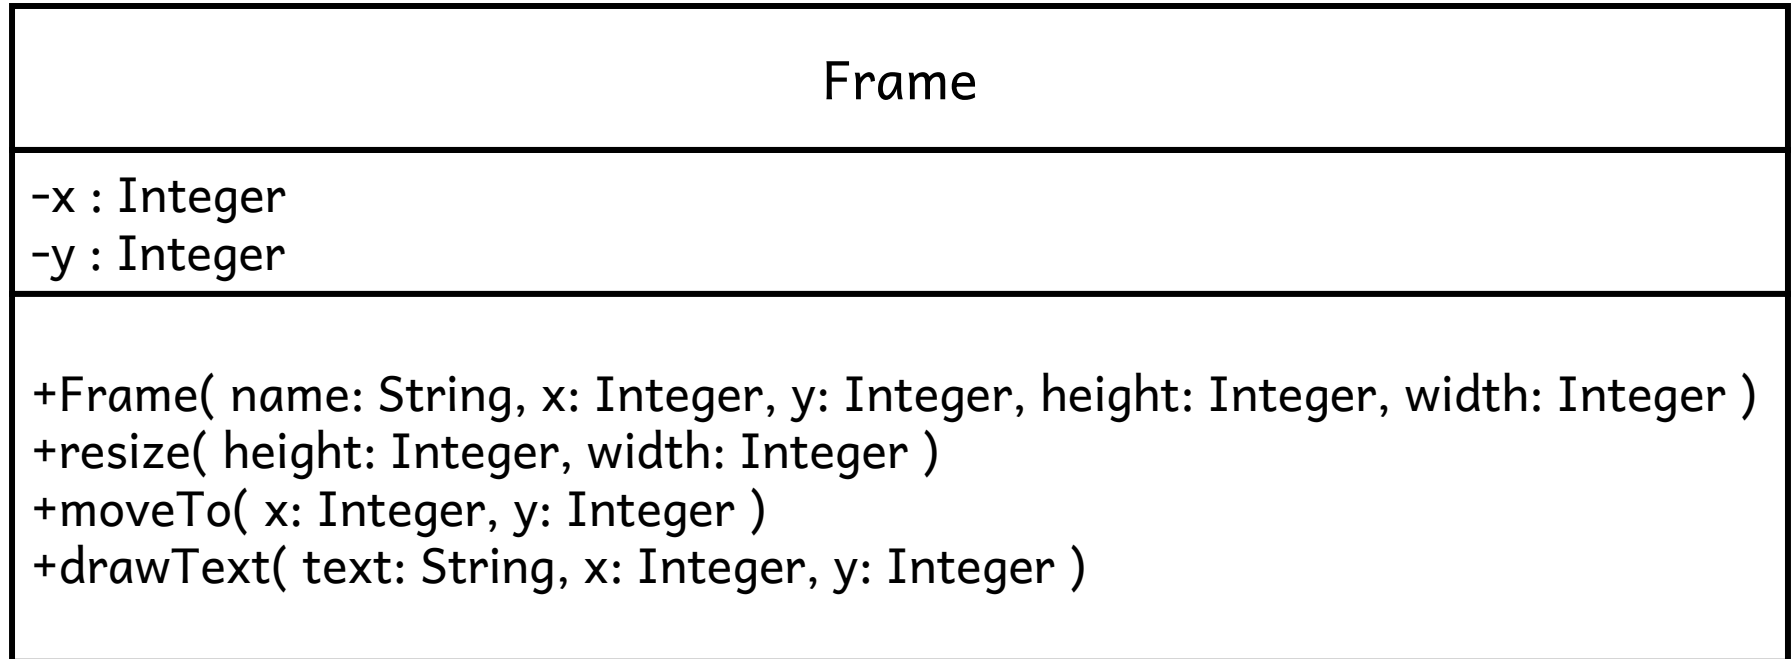 Frame
-x : Integer
-y : Integer
+Frame( name: String, x: Integer, y: Integer, height: Integer, width: Integer )
+resize( height: Integer, width: Integer )
+moveTo( x: Integer, y: Integer )
+drawText( text: String, x: Integer, y: Integer )